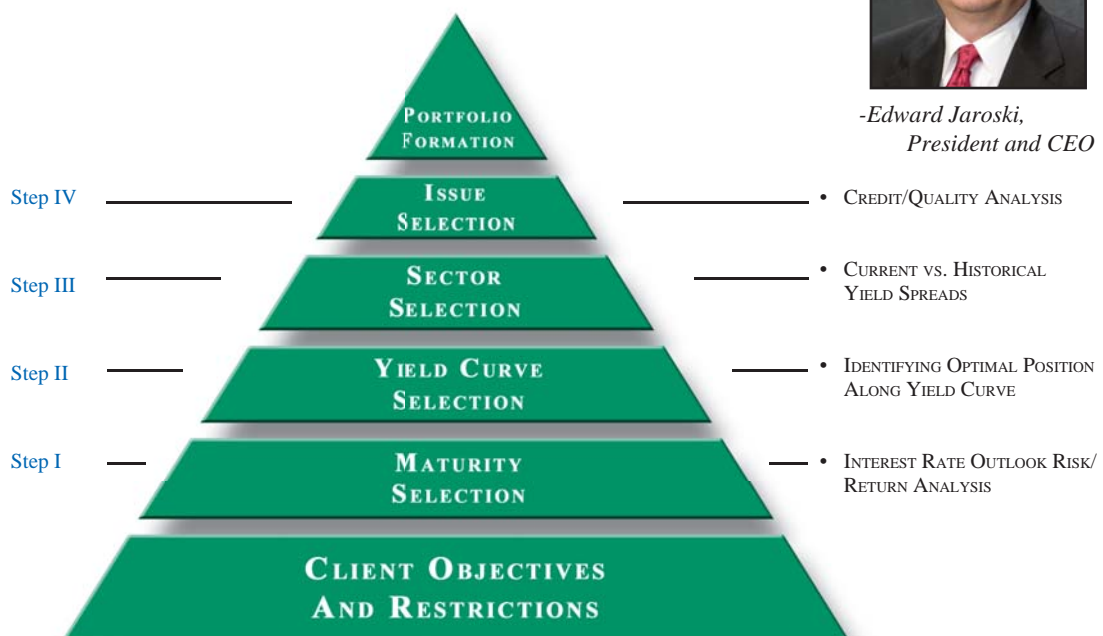 -Edward Jaroski,
President and CEO
PORTFOLIO
FORMATION
Step IV
ISSUE
SELECTION
• CREDIT/QUALITY ANALYSIS
Step III
SECTOR
SELECTION
• CURRENT VS. HISTORICAL
YIELD SPREADS
Step II
YIELD CURVE
SELECTION
• IDENTIFYING OPTIMAL POSITION
ALONG YIELD CURVE
Step I
MATURITY
SELECTION
• INTEREST RATE OUTLOOK RISK/
RETURN ANALYSIS
CLIENT OBJECTIVES
AND RESTRICTIONS